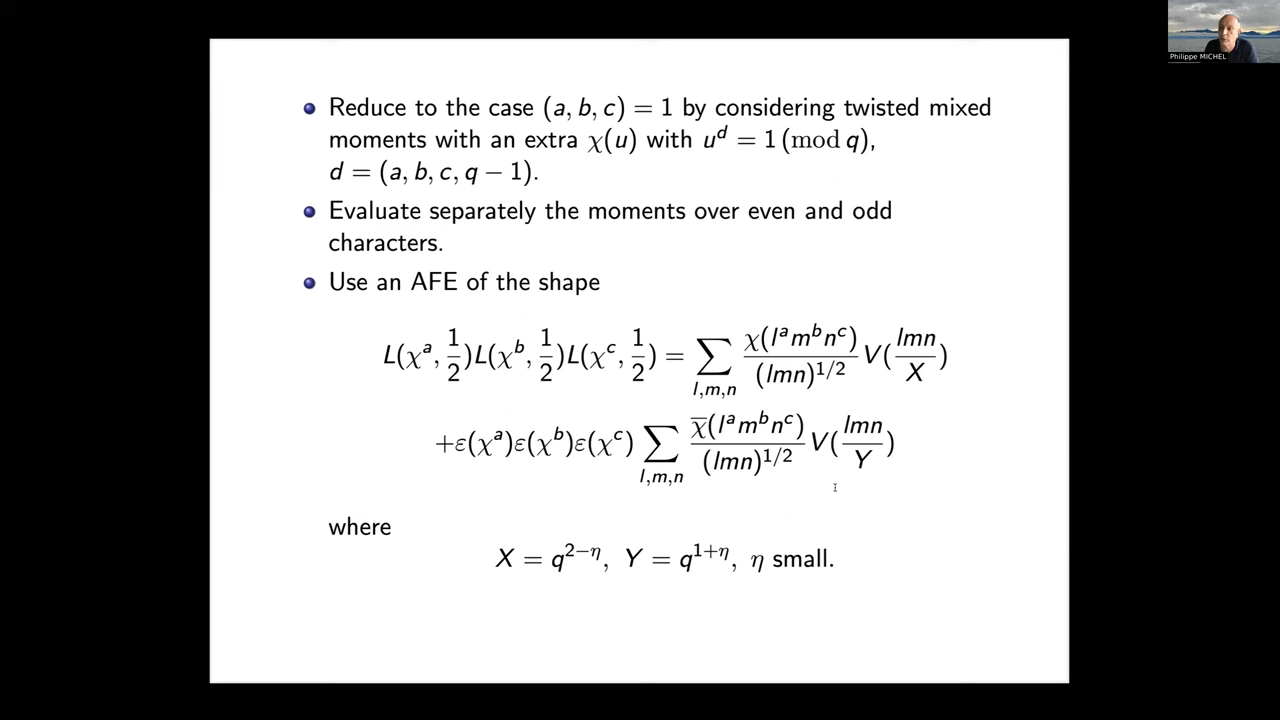 Reduce to the case (a, b, c) = 1 by considering twisted mixed
moments with an extra χ(u) with u^d = 1 (mod q),
d = (a, b, c, q − 1).
Evaluate separately the moments over even and odd
characters.
Use an AFE of the shape
L(χ^a, 1/2)L(χ^b, 1/2)L(χ^c, 1/2) = ∑_{l,m,n} χ(l^a m^b n^c)/(lmn)^{1/2} V(lmn/X)
+ε(χ^a)ε(χ^b)ε(χ^c) ∑_{l,m,n} χ̅(l^a m^b n^c)/(lmn)^{1/2} V(lmn/Y)
where
X = q^{2−η}, Y = q^{1+η}, η small.
Philippe MICHEL